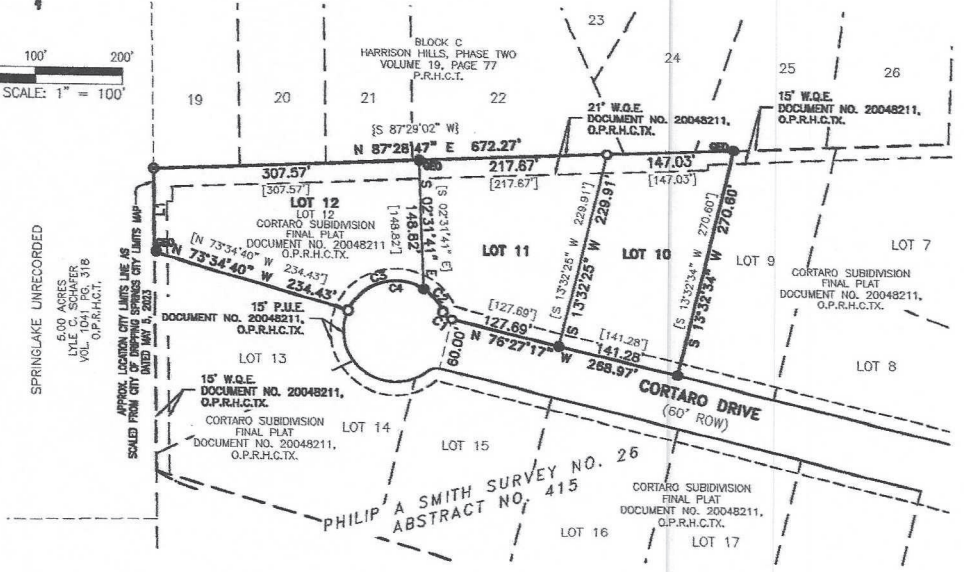 100' 200'
SCALE: 1" = 100'
BLOCK C
HARRISON HILLS, PHASE TWO
VOLUME 19, PAGE 77
P.R.H.C.T.
19
20
21
22
23
24
25
26
21' W.Q.E.
DOCUMENT NO. 20048211,
O.P.R.H.C.TX.
15' W.Q.E.
DOCUMENT NO. 20048211,
O.P.R.H.C.TX.
[S 87°29'02" W]
N 87°28'47" E 672.27'
307.57'
[307.57']
217.67'
[217.67']
147.03'
[147.03']
LOT 12
LOT 12
CORTARO SUBDIVISION
FINAL PLAT
DOCUMENT NO. 20048211
O.P.R.H.C.TX.
L1
[N 73°34'40" W 234.43']
N 73°34'40" W 234.43'
S 02°31'41" E
148.82'
[S 02°31'41" E]
[148.82']
C3
C4
C2
C1
60.00'
LOT 11
[S 13°32'25" W 229.91']
S 13°32'25" W 229.91'
LOT 10
[S 13°32'34" W 270.60']
S 13°32'34" W 270.60'
LOT 9
LOT 7
CORTARO SUBDIVISION
FINAL PLAT
DOCUMENT NO. 20048211,
O.P.R.H.C.TX.
LOT 8
[127.69']
127.69'
N 76°27'17" W
[141.28']
141.28'
268.97'
CORTARO DRIVE
(60' ROW)
SPRINGLAKE UNRECORDED
5.00 ACRES
LYLE C. SCHAFER
VOL. 1041 PG. 318
O.P.R.H.C.T.
APPROX. LOCATION CITY LIMITS LINE AS
SCALED FROM CITY OF DRIPPING SPRINGS CITY LIMITS MAP
DATED MAY 5, 2023
15' P.U.E.
DOCUMENT NO. 20048211,
O.P.R.H.C.TX.
LOT 13
15' W.Q.E.
DOCUMENT NO. 20048211,
O.P.R.H.C.TX.
CORTARO SUBDIVISION
FINAL PLAT
DOCUMENT NO. 20048211,
O.P.R.H.C.TX.
LOT 14
LOT 15
PHILIP A SMITH SURVEY NO. 26
ABSTRACT NO. 415
CORTARO SUBDIVISION
FINAL PLAT
DOCUMENT NO. 20048211,
O.P.R.H.C.TX.
LOT 16
LOT 17